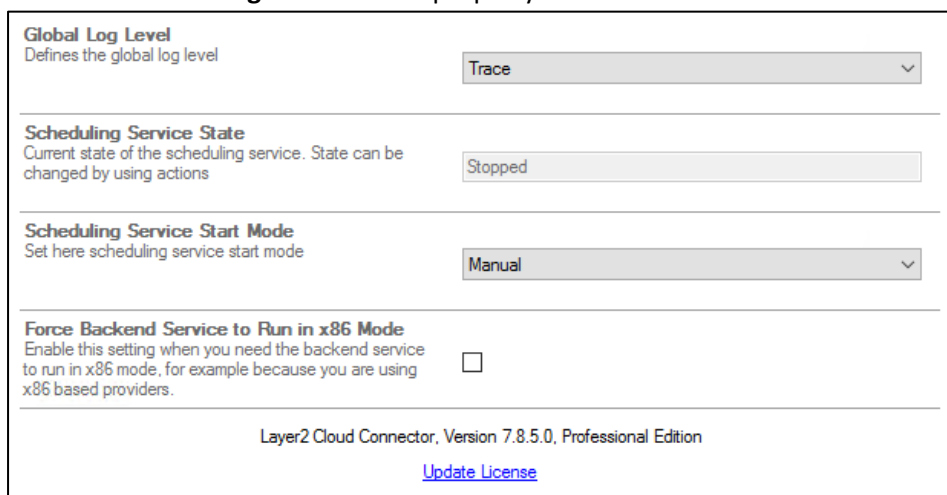 Global Log Level
Defines the global log level
Trace
Scheduling Service State
Current state of the scheduling service. State can be
changed by using actions
Stopped
Scheduling Service Start Mode
Set here scheduling service start mode
Manual
Force Backend Service to Run in x86 Mode
Enable this setting when you need the backend service
to run in x86 mode, for example because you are using
x86 based providers.
Layer2 Cloud Connector, Version 7.8.5.0, Professional Edition
Update License